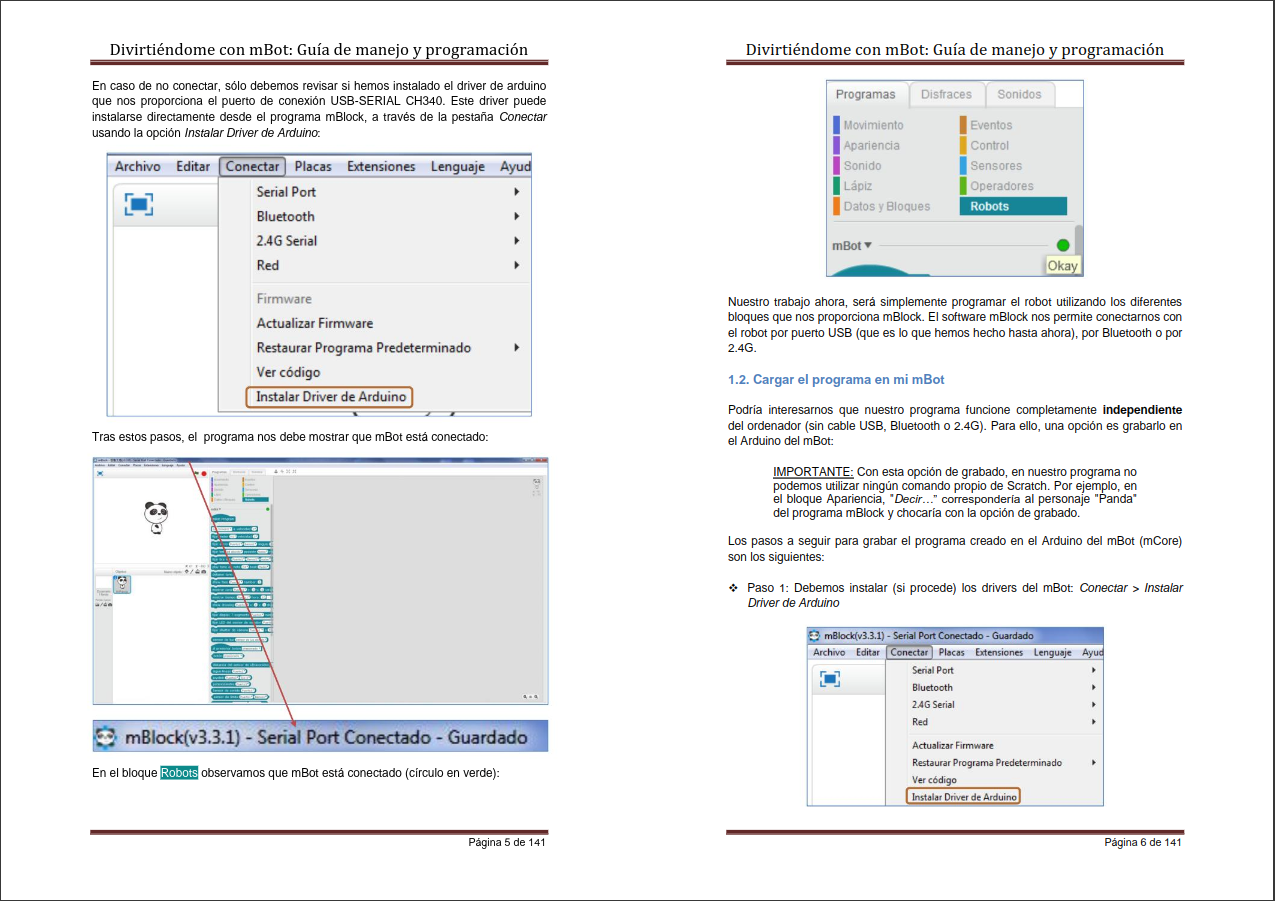 Divirtiéndome con mBot: Guía de manejo y programación
En caso de no conectar, sólo debemos revisar si hemos instalado el driver de arduino
que nos proporciona el puerto de conexión USB-SERIAL CH340. Este driver puede
instalarse directamente desde el programa mBlock, a través de la pestaña Conectar
usando la opción Instalar Driver de Arduino:
Archivo Editar Conectar Placas Extensiones Lenguaje Ayud
Serial Port
Bluetooth
2.4G Serial
Red
Firmware
Actualizar Firmware
Restaurar Programa Predeterminado
Ver código
Instalar Driver de Arduino
Tras estos pasos, el programa nos debe mostrar que mBot está conectado:
mBlock(v3.3.1) - Serial Port Conectado - Guardado
En el bloque Robots observamos que mBot está conectado (círculo en verde):
Página 5 de 141
Divirtiéndome con mBot: Guía de manejo y programación
Programas Disfraces Sonidos
Movimiento Eventos
Apariencia Control
Sonido Sensores
Lápiz Operadores
Datos y Bloques Robots
mBot
Okay
Nuestro trabajo ahora, será simplemente programar el robot utilizando los diferentes
bloques que nos proporciona mBlock. El software mBlock nos permite conectarnos con
el robot por puerto USB (que es lo que hemos hecho hasta ahora), por Bluetooth o por
2.4G.
1.2. Cargar el programa en mi mBot
Podría interesarnos que nuestro programa funcione completamente independiente
del ordenador (sin cable USB, Bluetooth o 2.4G). Para ello, una opción es grabarlo en
el Arduino del mBot:
IMPORTANTE: Con esta opción de grabado, en nuestro programa no
podemos utilizar ningún comando propio de Scratch. Por ejemplo, en
el bloque Apariencia, "Decir…" correspondería al personaje "Panda"
del programa mBlock y chocaría con la opción de grabado.
Los pasos a seguir para grabar el programa creado en el Arduino del mBot (mCore)
son los siguientes:
❖ Paso 1: Debemos instalar (si procede) los drivers del mBot: Conectar > Instalar
Driver de Arduino
mBlock(v3.3.1) - Serial Port Conectado - Guardado
Archivo Editar Conectar Placas Extensiones Lenguaje Ayud
Serial Port
Bluetooth
2.4G Serial
Red
Actualizar Firmware
Restaurar Programa Predeterminado
Ver código
Instalar Driver de Arduino
Página 6 de 141